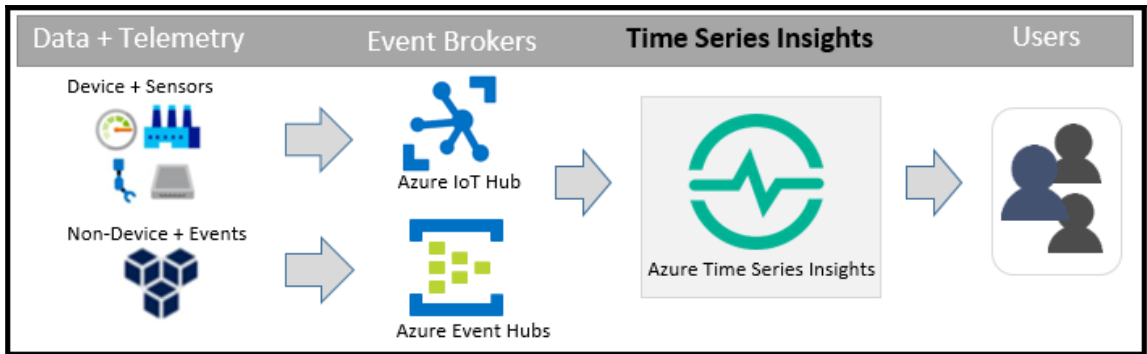 Data + Telemetry
Event Brokers
Time Series Insights
Users
Device + Sensors
Azure IoT Hub
Non-Device + Events
Azure Event Hubs
Azure Time Series Insights